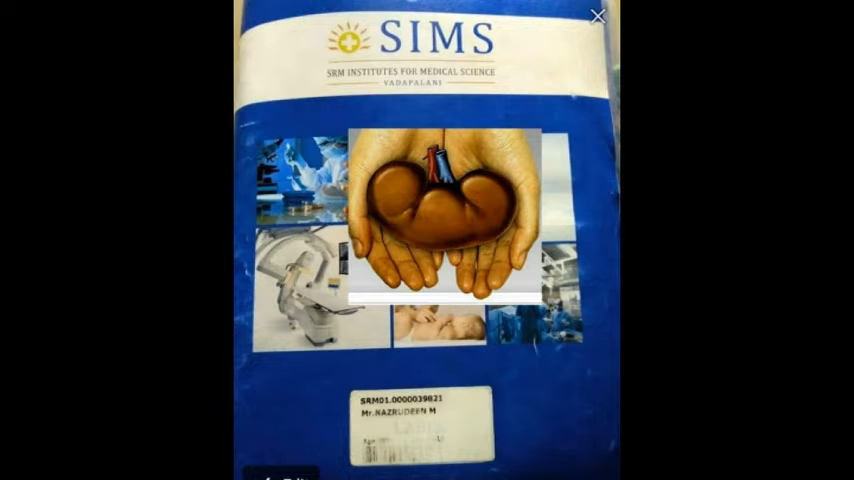 SIMS
SRM INSTITUTES FOR MEDICAL SCIENCE
VADAPALANI
SRM01.0000039821
Mr.NAZRUDEEN M